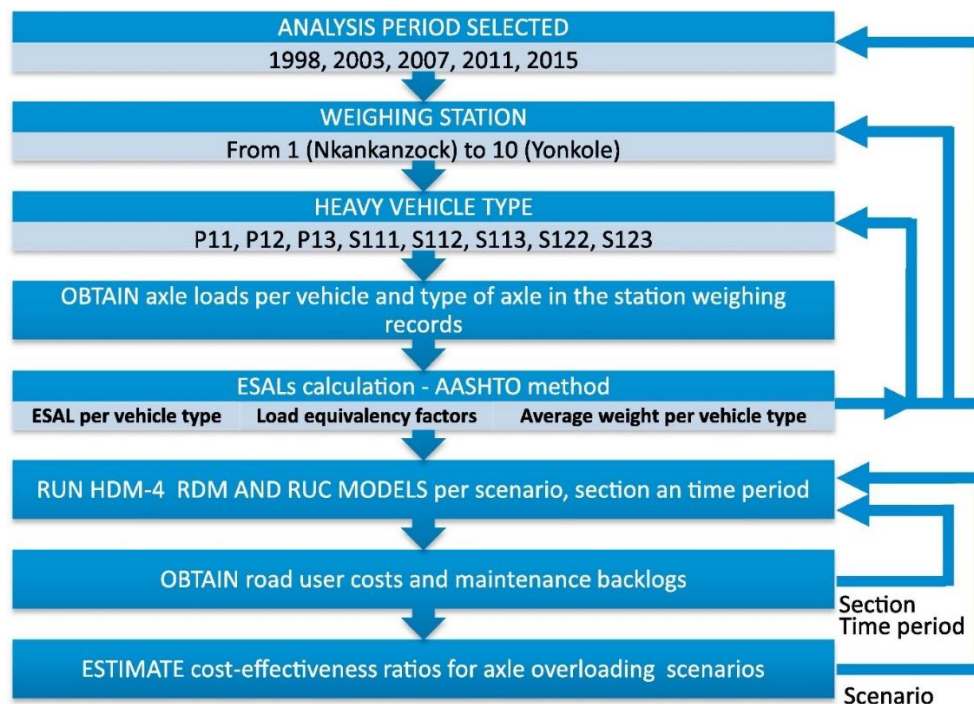 ANALYSIS PERIOD SELECTED
1998, 2003, 2007, 2011, 2015
WEIGHING STATION
From 1 (Nkankanzock) to 10 (Yonkole)
HEAVY VEHICLE TYPE
P11, P12, P13, S111, S112, S113, S122, S123
OBTAIN axle loads per vehicle and type of axle in the station weighing
records
ESALs calculation - AASHTO method
ESAL per vehicle type Load equivalency factors Average weight per vehicle type
RUN HDM-4 RDM AND RUC MODELS per scenario, section an time period
OBTAIN road user costs and maintenance backlogs
Section
Time period
ESTIMATE cost-effectiveness ratios for axle overloading scenarios
Scenario